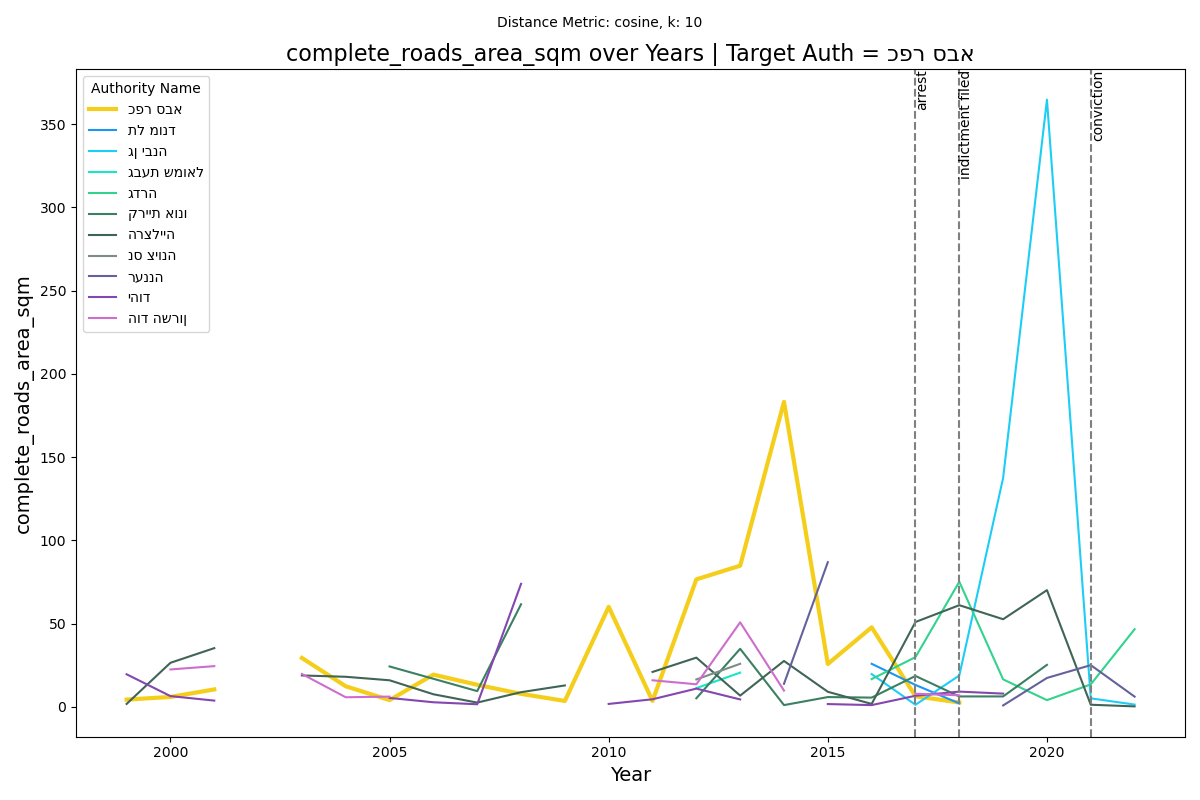 Distance Metric: cosine, k: 10
complete_roads_area_sqm over Years | Target Auth = כפר סבא
Authority Name
כפר סבא
תל מונד
גן יבנה
גבעת שמואל
גדרה
קריית אונו
הרצלייה
נס ציונה
רעננה
יהוד
הוד השרון
arrest
indictment filed
conviction
complete_roads_area_sqm
350
300
250
200
150
100
50
0
2000
2005
2010
2015
2020
Year